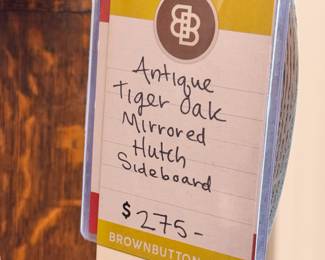 Antique
Tiger Oak
Mirrored
Hutch
Sideboard
$275-
BROWNBUTTON